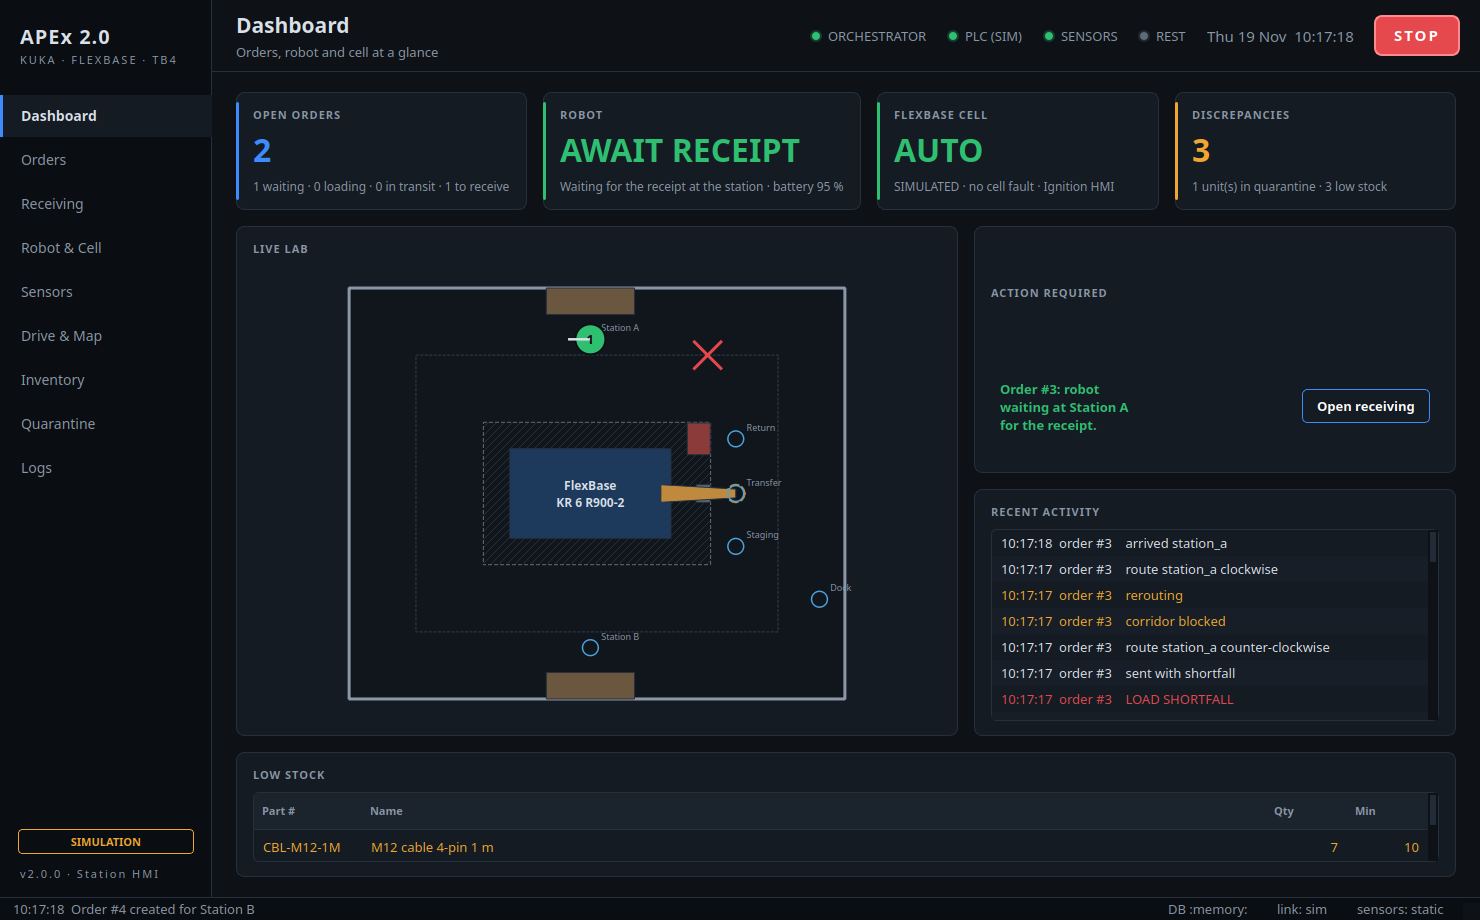 APEx 2.0
KUKA · FLEXBASE · TB4
Dashboard
Orders
Receiving
Robot & Cell
Sensors
Drive & Map
Inventory
Quarantine
Logs
SIMULATION
v2.0.0 · Station HMI
Dashboard
Orders, robot and cell at a glance
ORCHESTRATOR
PLC (SIM)
SENSORS
REST
Thu 19 Nov 10:17:18
STOP
OPEN ORDERS
2
1 waiting · 0 loading · 0 in transit · 1 to receive
ROBOT
AWAIT RECEIPT
Waiting for the receipt at the station · battery 95 %
FLEXBASE CELL
AUTO
SIMULATED · no cell fault · Ignition HMI
DISCREPANCIES
3
1 unit(s) in quarantine · 3 low stock
LIVE LAB
Station A
1
Return
FlexBase
KR 6 R900-2
Transfer
Staging
Dock
Station B
ACTION REQUIRED
Order #3: robot
waiting at Station A
for the receipt.
Open receiving
RECENT ACTIVITY
10:17:18 order #3 arrived station_a
10:17:17 order #3 route station_a clockwise
10:17:17 order #3 rerouting
10:17:17 order #3 corridor blocked
10:17:17 order #3 route station_a counter-clockwise
10:17:17 order #3 sent with shortfall
10:17:17 order #3 LOAD SHORTFALL
LOW STOCK
Part # Name Qty Min
CBL-M12-1M M12 cable 4-pin 1 m 7 10
10:17:18 Order #4 created for Station B
DB :memory: link: sim sensors: static